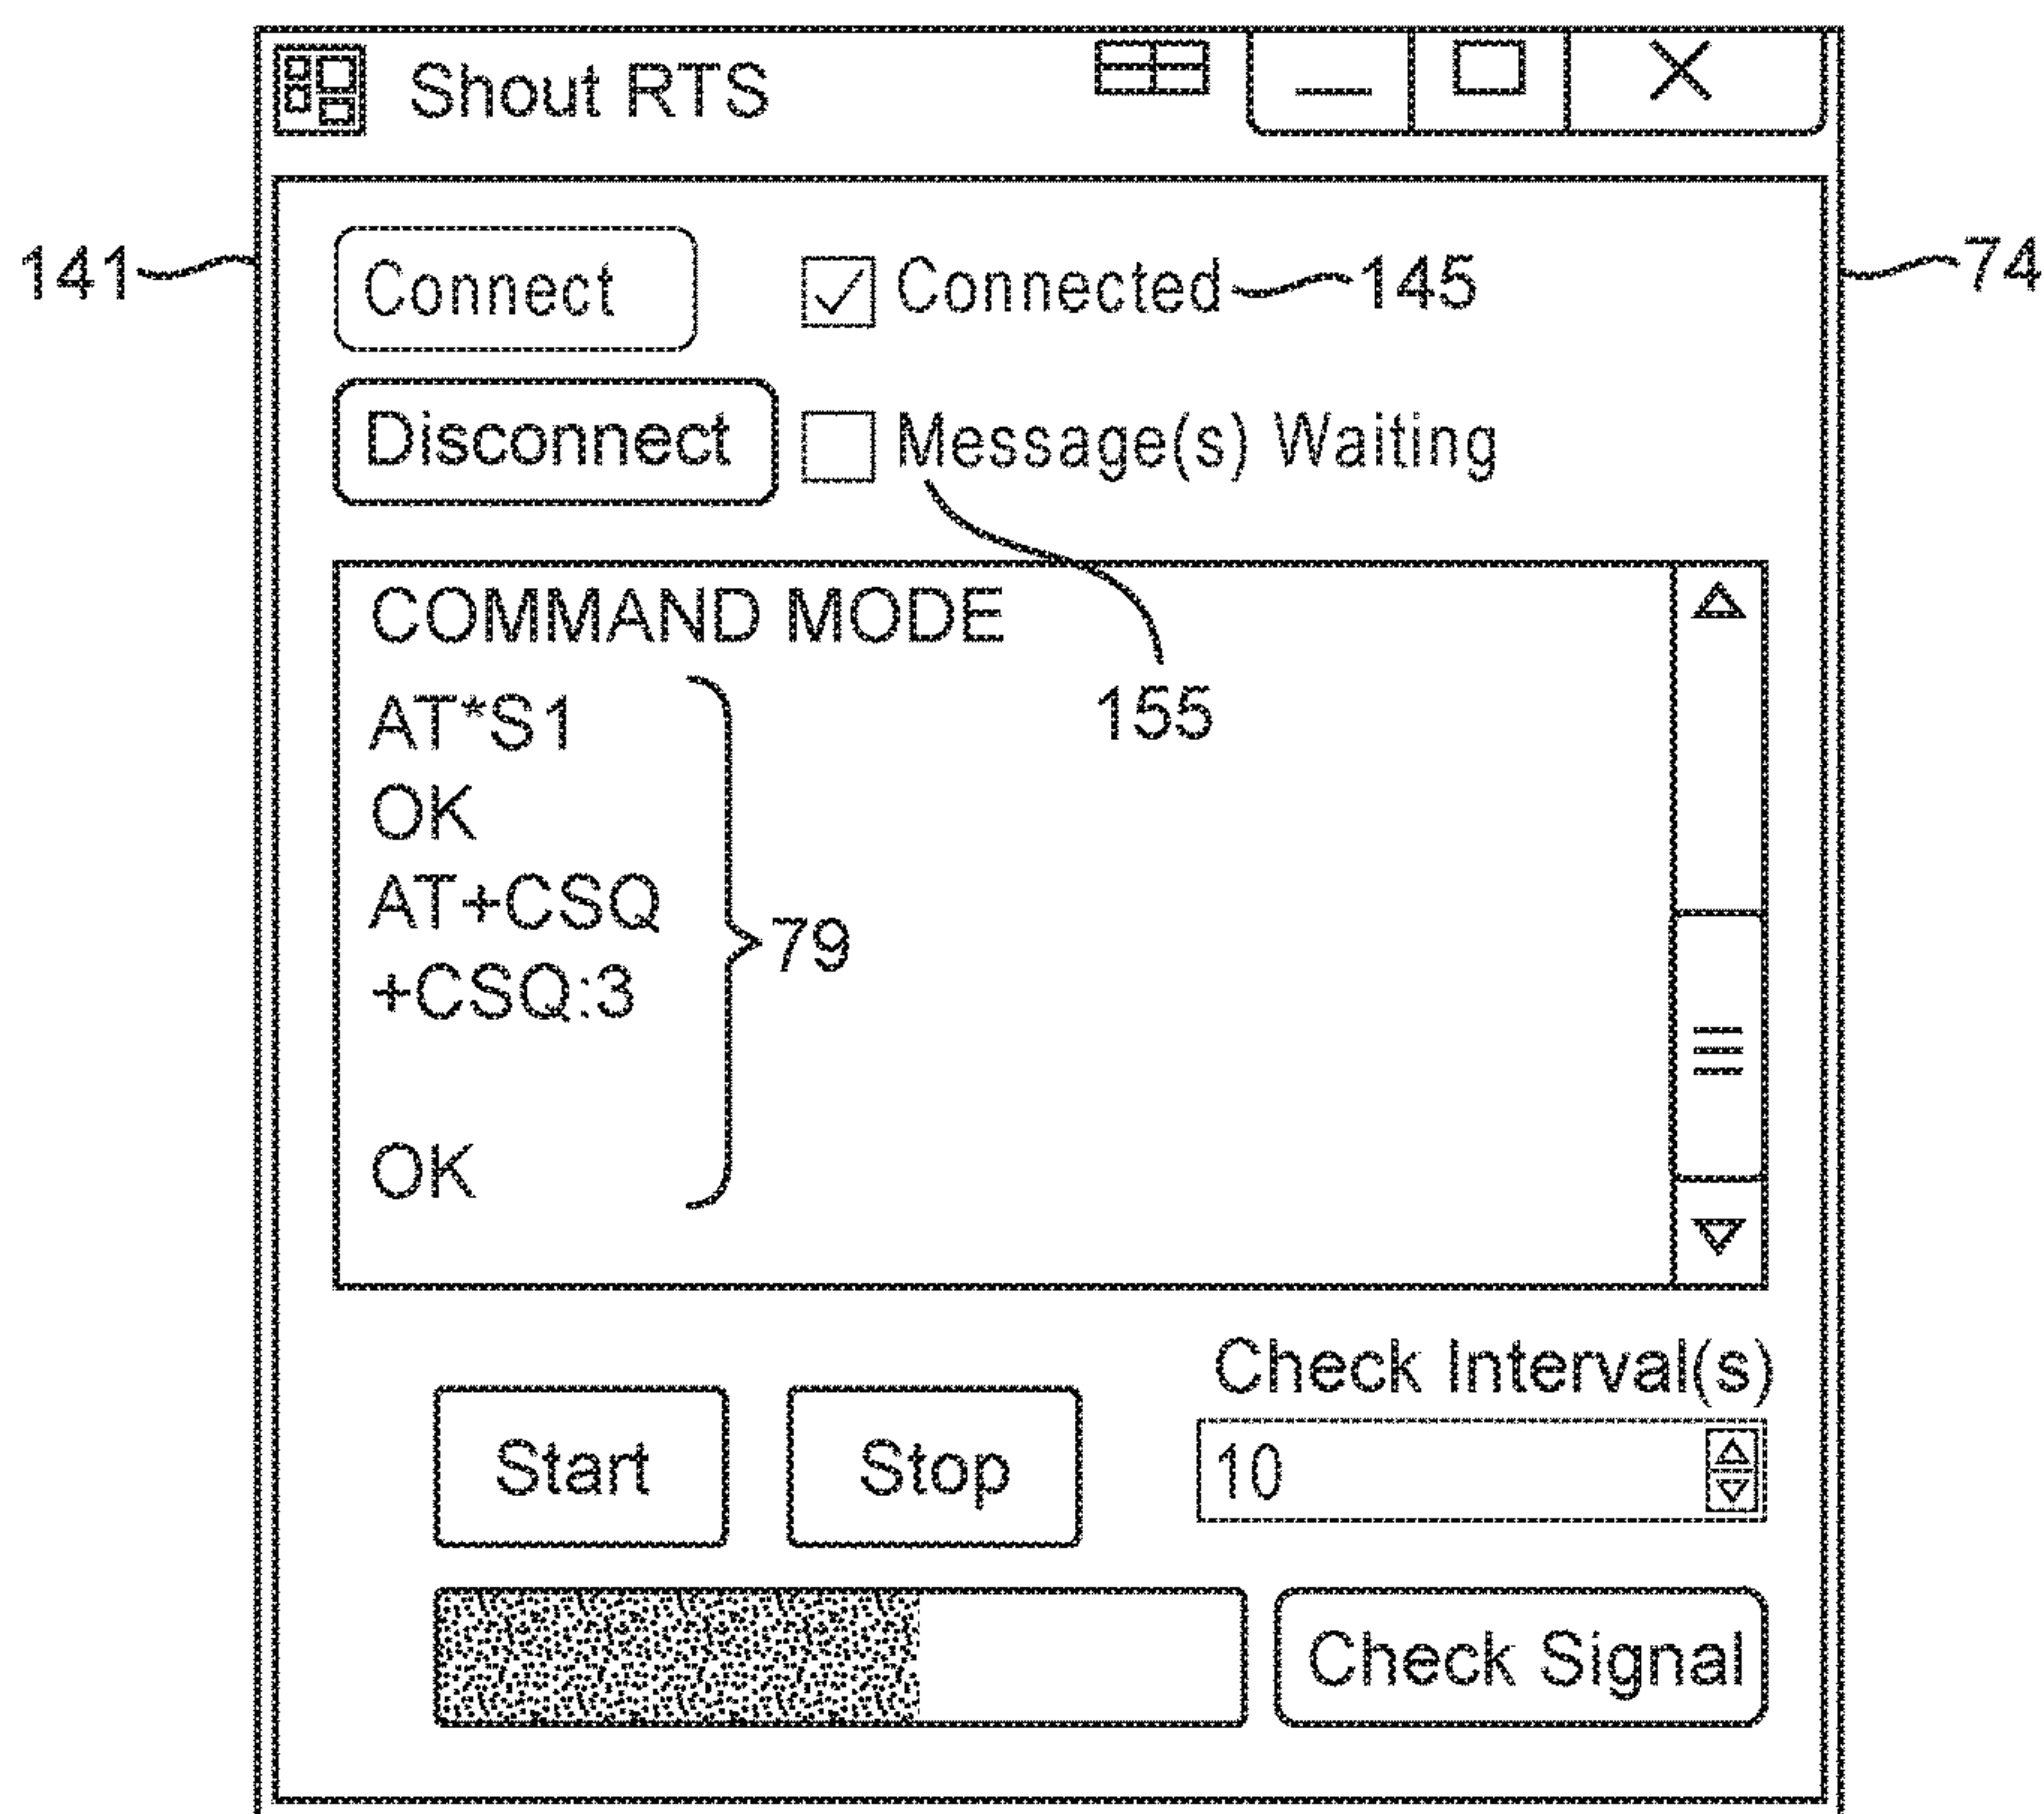 Shout RTS
141
Connect
Connected
145
74
Disconnect
Message(s) Waiting
155
COMMAND MODE
AT*S1
OK
AT+CSQ
+CSQ:3
OK
79
Check Interval(s)
Start
Stop
10
Check Signal